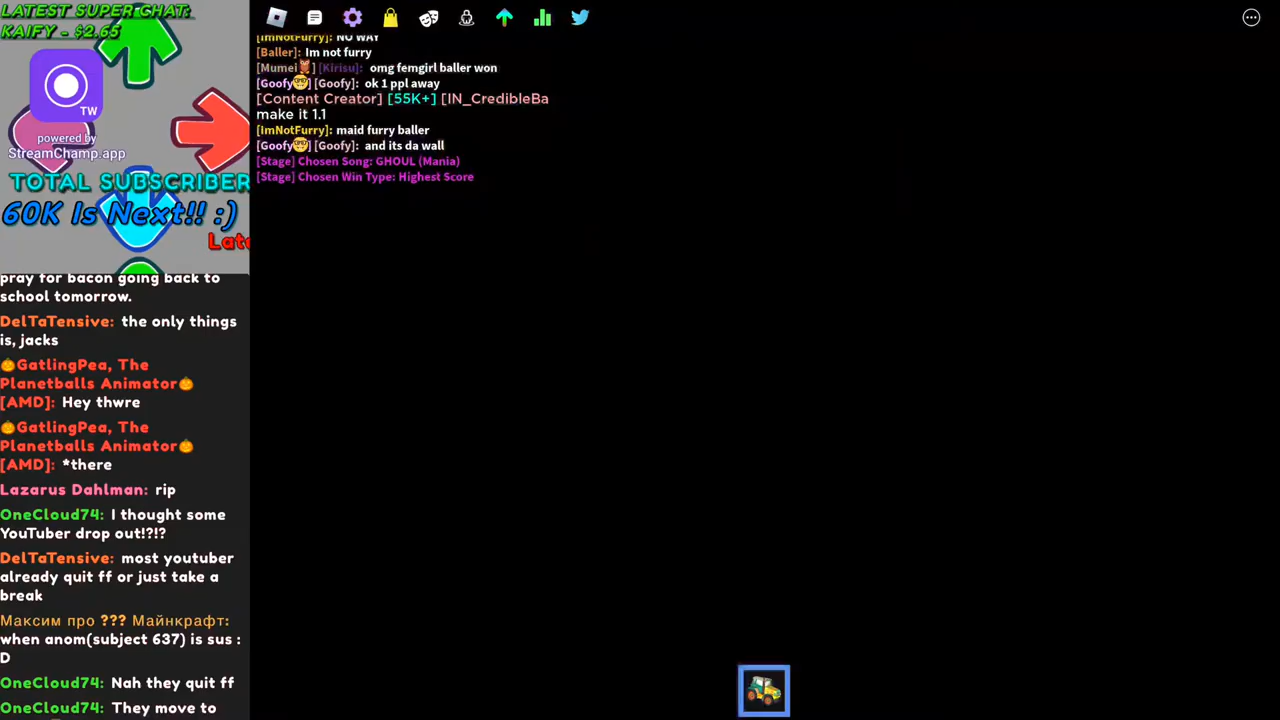 LATEST SUPER CHAT:
KAIFY - $2.65
TW
powered by
StreamChamp.app
TOTAL SUBSCRIBER
60K Is Next!! :)
Late
pray for bacon going back to
school tomorrow.
DelTaTensive: the only things
is, jacks
🎃GatlingPea, The
Planetballs Animator🎃
[AMD]: Hey thwre
🎃GatlingPea, The
Planetballs Animator🎃
[AMD]: *there
Lazarus Dahlman: rip
OneCloud74: I thought some
YouTuber drop out!?!?
DelTaTensive: most youtuber
already quit ff or just take a
break
Максим про ??? Майнкрафт:
when anom(subject 637) is sus :
D
OneCloud74: Nah they quit ff
OneCloud74: They move to
[ImNotFurry]: NO WAY
[Baller]: Im not furry
[Mumei🦉] [Kirisu]: omg femgirl baller won
[Goofy🤓] [Goofy]: ok 1 ppl away
[Content Creator] [55K+] [IN_CredibleBa
make it 1.1
[ImNotFurry]: maid furry baller
[Goofy🤓] [Goofy]: and its da wall
[Stage] Chosen Song: GHOUL (Mania)
[Stage] Chosen Win Type: Highest Score